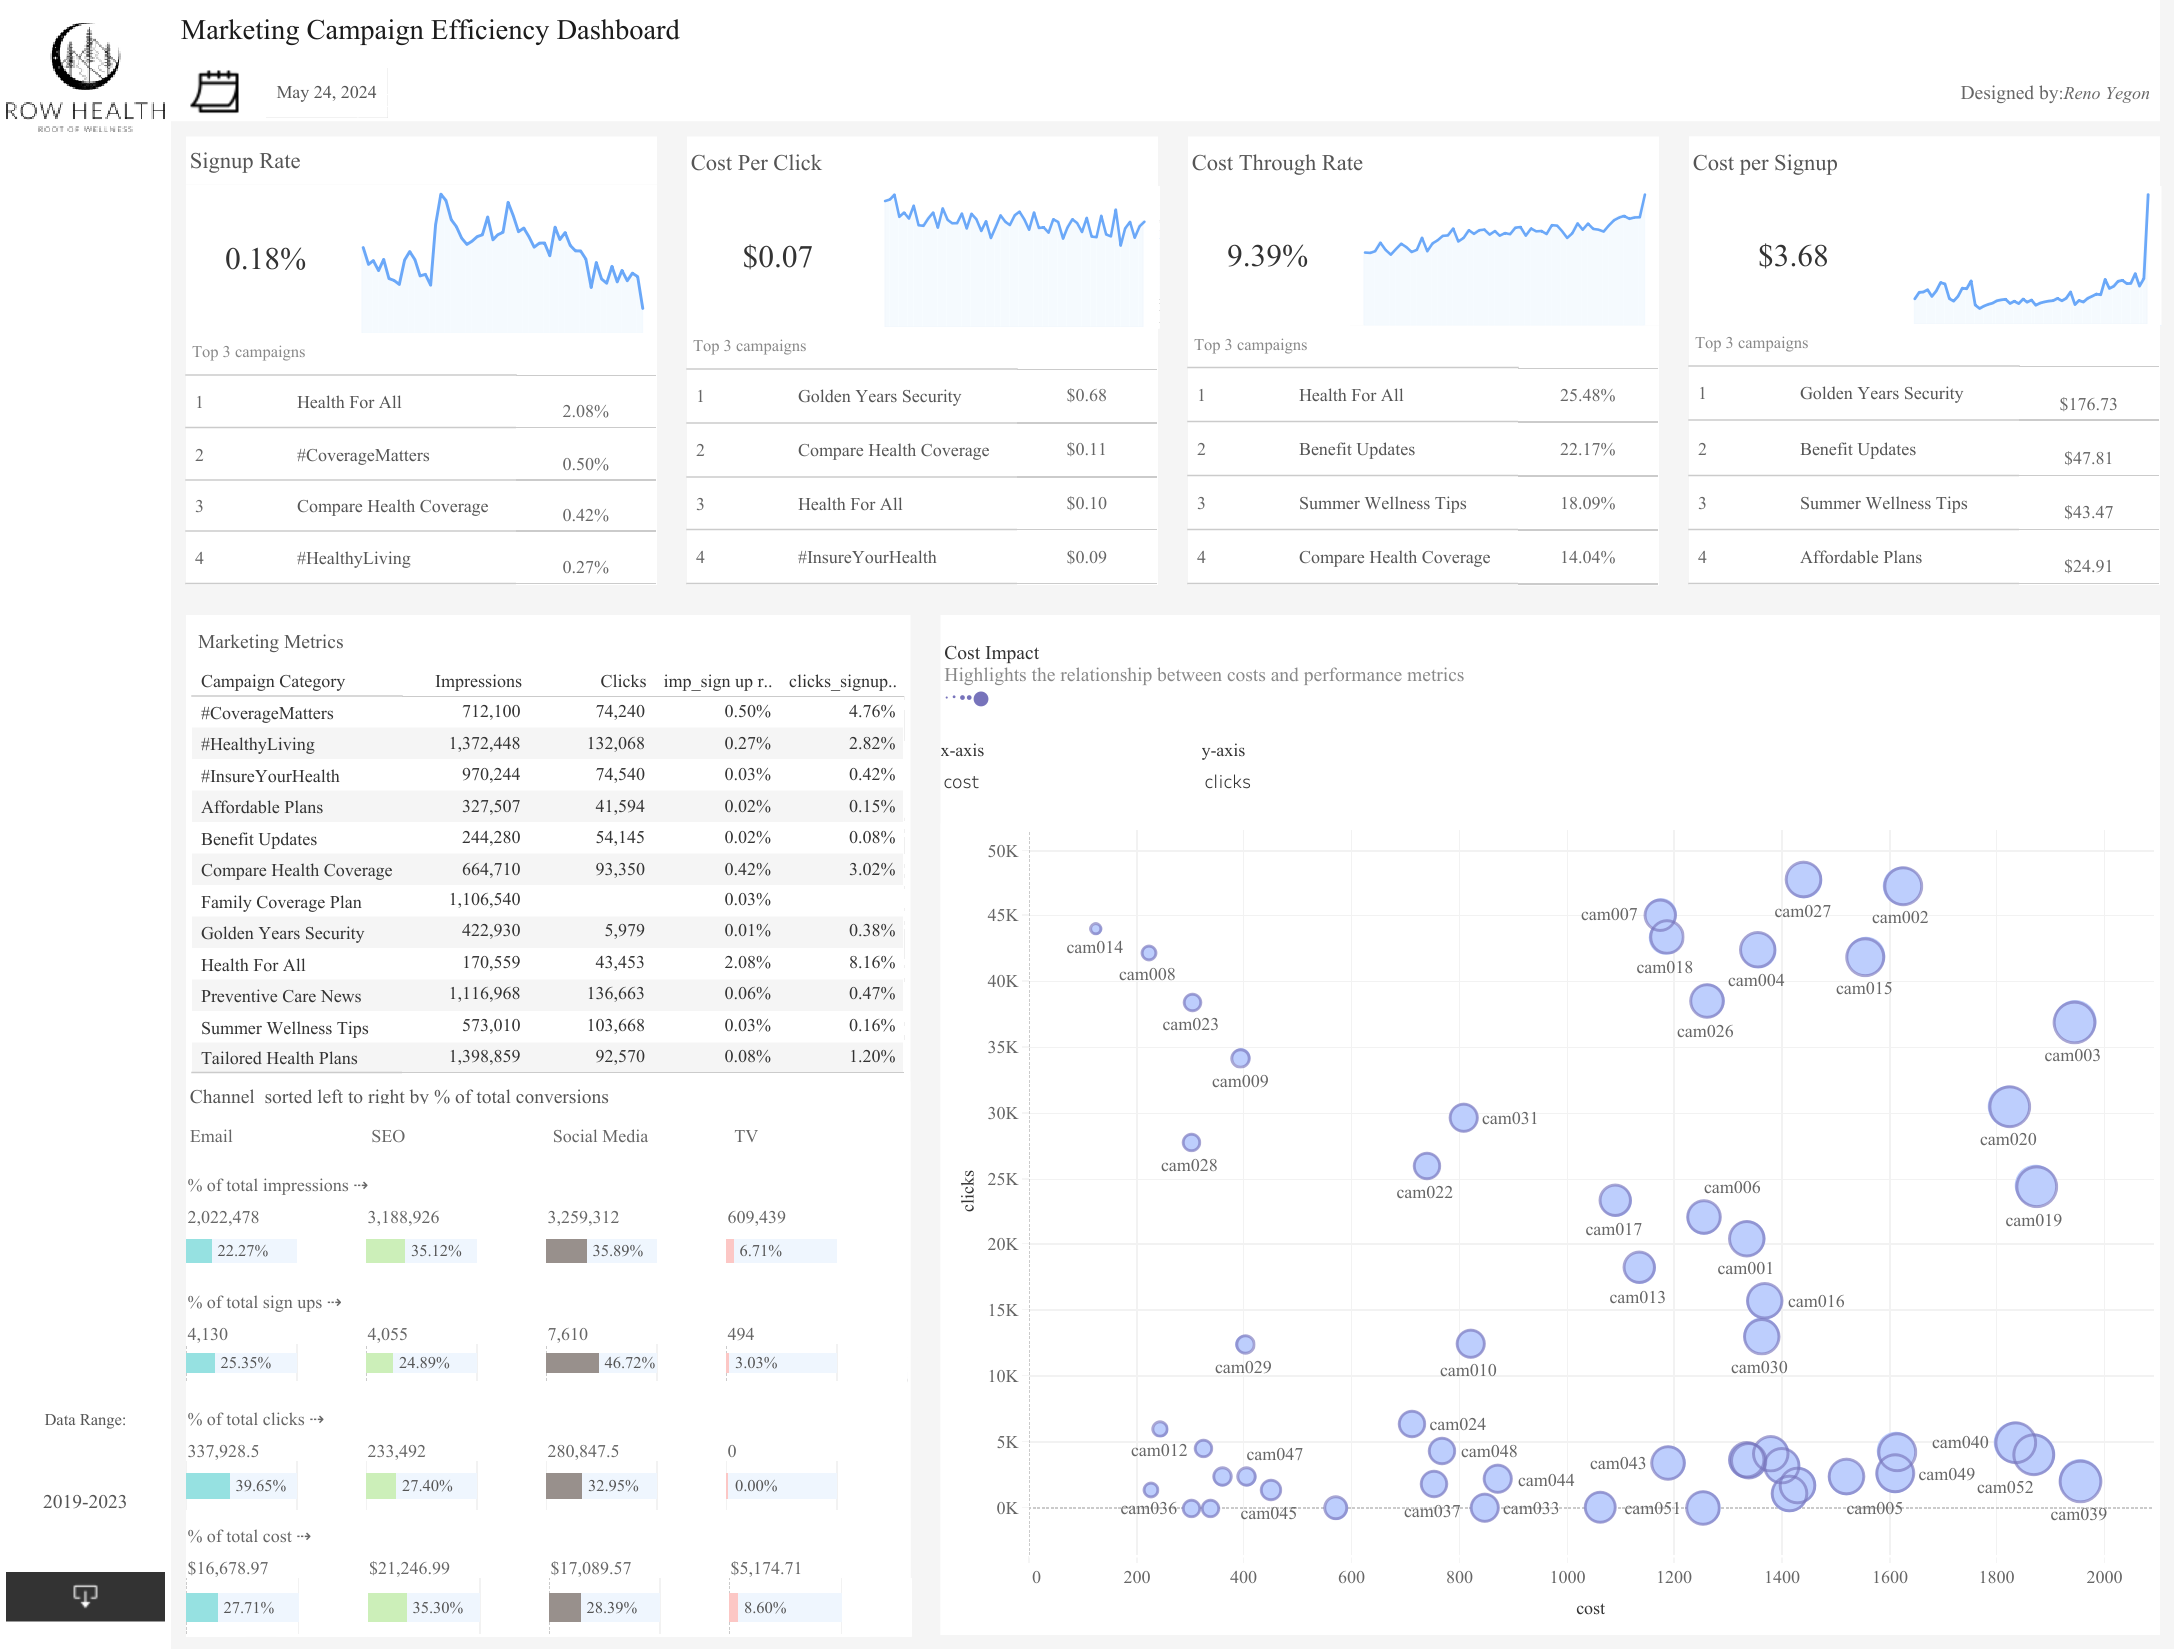 Marketing Campaign Efficiency Dashboard
ROW HEALTH
ROOT OF WELLNESS
May 24, 2024
Designed by:Reno Yegon
Signup Rate
0.18%
Top 3 campaigns
1 Health For All 2.08%
2 #CoverageMatters 0.50%
3 Compare Health Coverage 0.42%
4 #HealthyLiving 0.27%
Cost Per Click
$0.07
Top 3 campaigns
1 Golden Years Security $0.68
2 Compare Health Coverage $0.11
3 Health For All $0.10
4 #InsureYourHealth $0.09
Cost Through Rate
9.39%
Top 3 campaigns
1 Health For All 25.48%
2 Benefit Updates 22.17%
3 Summer Wellness Tips 18.09%
4 Compare Health Coverage 14.04%
Cost per Signup
$3.68
Top 3 campaigns
1 Golden Years Security $176.73
2 Benefit Updates $47.81
3 Summer Wellness Tips $43.47
4 Affordable Plans $24.91
Marketing Metrics
Campaign Category Impressions Clicks imp_sign up r.. clicks_signup..
#CoverageMatters 712,100 74,240 0.50% 4.76%
#HealthyLiving 1,372,448 132,068 0.27% 2.82%
#InsureYourHealth 970,244 74,540 0.03% 0.42%
Affordable Plans 327,507 41,594 0.02% 0.15%
Benefit Updates 244,280 54,145 0.02% 0.08%
Compare Health Coverage 664,710 93,350 0.42% 3.02%
Family Coverage Plan 1,106,540 0.03%
Golden Years Security 422,930 5,979 0.01% 0.38%
Health For All 170,559 43,453 2.08% 8.16%
Preventive Care News 1,116,968 136,663 0.06% 0.47%
Summer Wellness Tips 573,010 103,668 0.03% 0.16%
Tailored Health Plans 1,398,859 92,570 0.08% 1.20%
Channel sorted left to right by % of total conversions
Email SEO Social Media TV
% of total impressions ⇢
2,022,478 3,188,926 3,259,312 609,439
22.27% 35.12% 35.89% 6.71%
% of total sign ups ⇢
4,130 4,055 7,610 494
25.35% 24.89% 46.72% 3.03%
% of total clicks ⇢
337,928.5 233,492 280,847.5 0
39.65% 27.40% 32.95% 0.00%
% of total cost ⇢
$16,678.97 $21,246.99 $17,089.57 $5,174.71
27.71% 35.30% 28.39% 8.60%
Data Range:
2019-2023
Cost Impact
Highlights the relationship between costs and performance metrics
x-axis y-axis
cost clicks
50K
cam027
cam007 cam002
45K
cam014
cam018
cam008
cam004
40K
cam015
cam023
cam026
35K
cam003
cam009
30K
cam031
cam020
cam028
25K
cam006
cam022
cam019
cam017
20K
cam001
cam013
15K
cam016
cam029
cam010
cam030
10K
cam024
5K
cam012 cam047 cam048 cam040
cam043
cam044
cam049
cam052
0K
cam036 cam045 cam037 cam033 cam051 cam005 cam039
clicks
0 200 400 600 800 1000 1200 1400 1600 1800 2000
cost